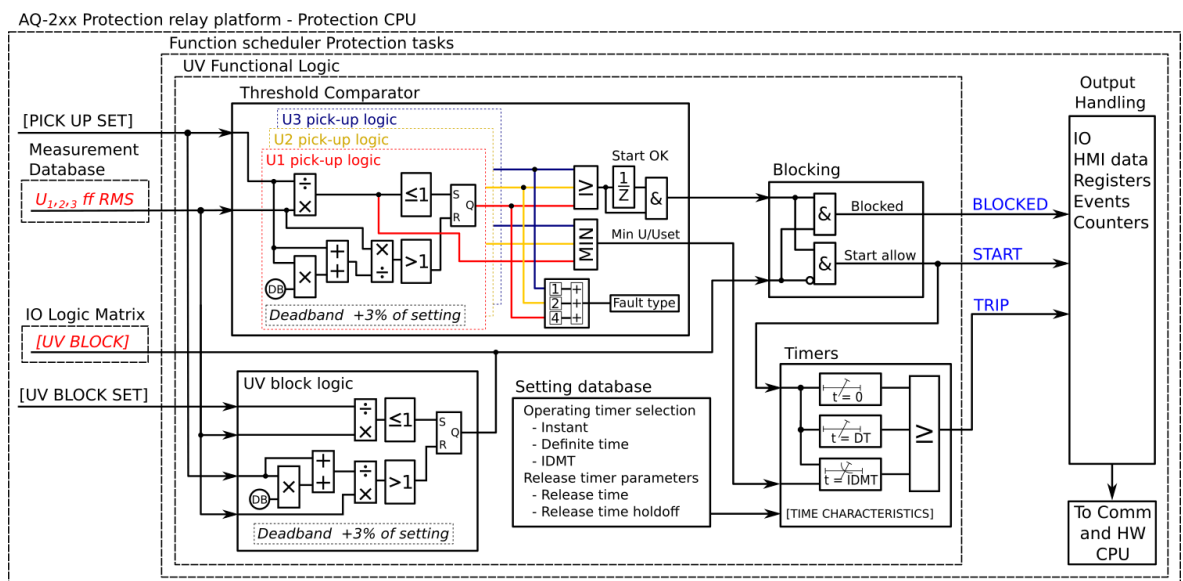 AQ-2xx Protection relay platform - Protection CPU
Function scheduler Protection tasks
UV Functional Logic
Threshold Comparator
[PICK UP SET]
Measurement
Database
U₁,₂,₃ ff RMS
IO Logic Matrix
[UV BLOCK]
[UV BLOCK SET]
U3 pick-up logic
U2 pick-up logic
U1 pick-up logic
÷
×
≤1
S
Q
R
DB
×
+
+
×
÷
>1
Deadband +3% of setting
≥
1
Z
Start OK
&
MIN
Min U/Uset
1 +
2 +
4 +
Fault type
UV block logic
÷
×
≤1
S
Q
R
DB
×
+
+
÷
×
>1
Deadband +3% of setting
Setting database
Operating timer selection
- Instant
- Definite time
- IDMT
Release timer parameters
- Release time
- Release time holdoff
Blocking
&
Blocked
&
Start allow
Timers
t = 0
t = DT
t = IDMT
≥
[TIME CHARACTERISTICS]
BLOCKED
START
TRIP
Output
Handling
IO
HMI data
Registers
Events
Counters
To Comm
and HW
CPU